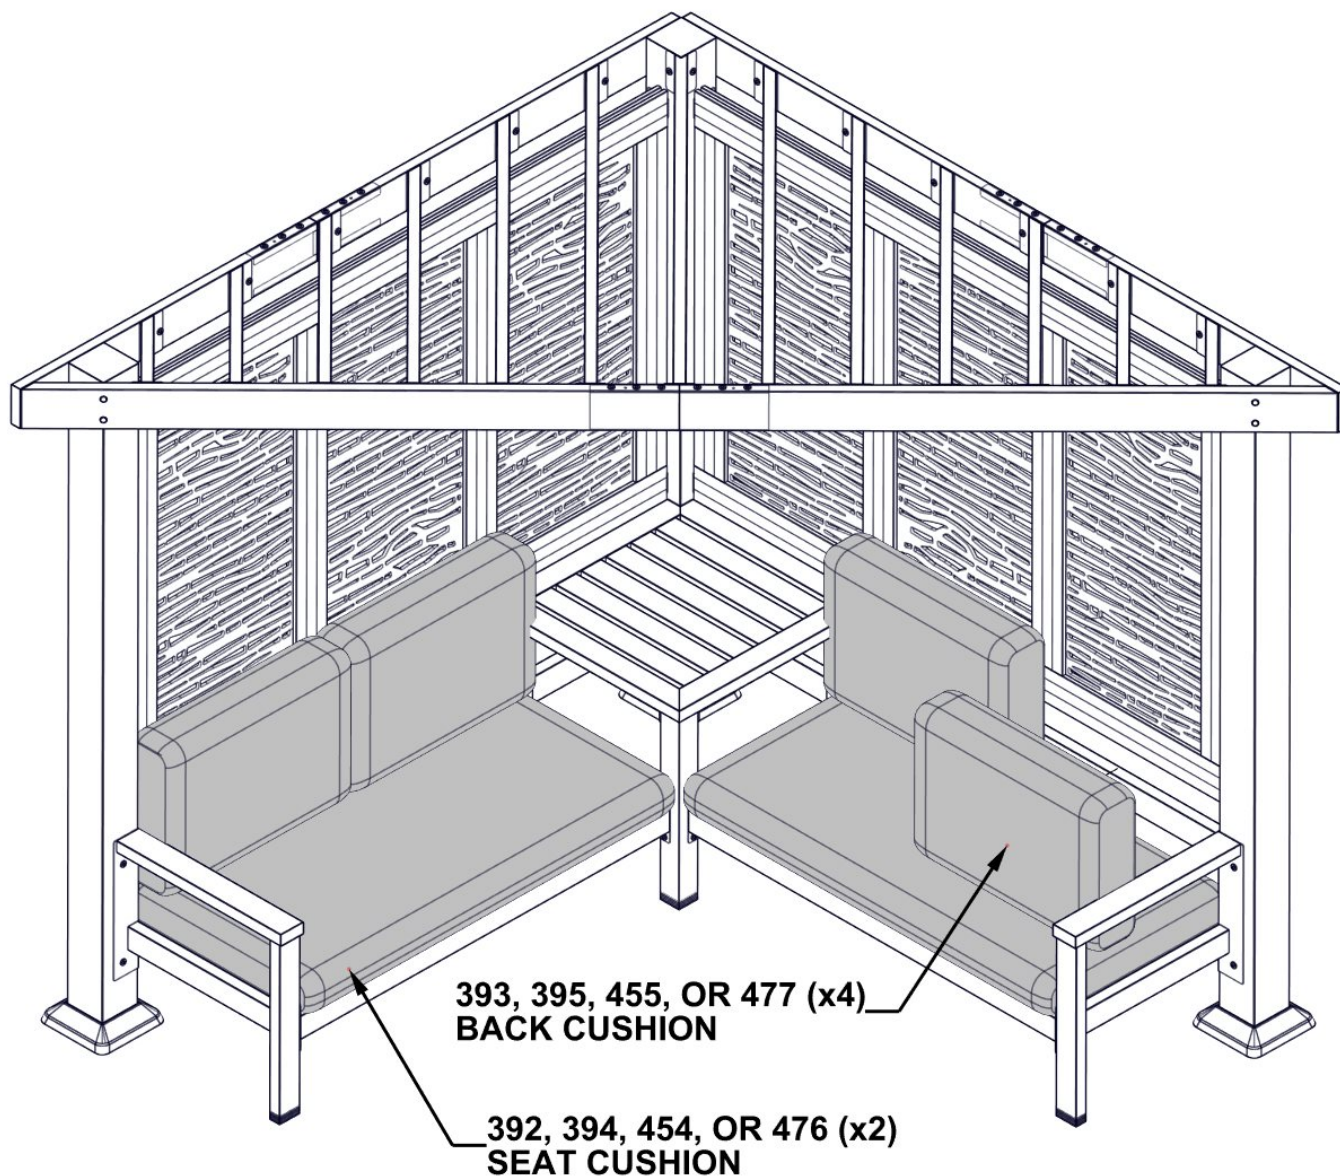 393, 395, 455, OR 477 (x4)
BACK CUSHION
392, 394, 454, OR 476 (x2)
SEAT CUSHION